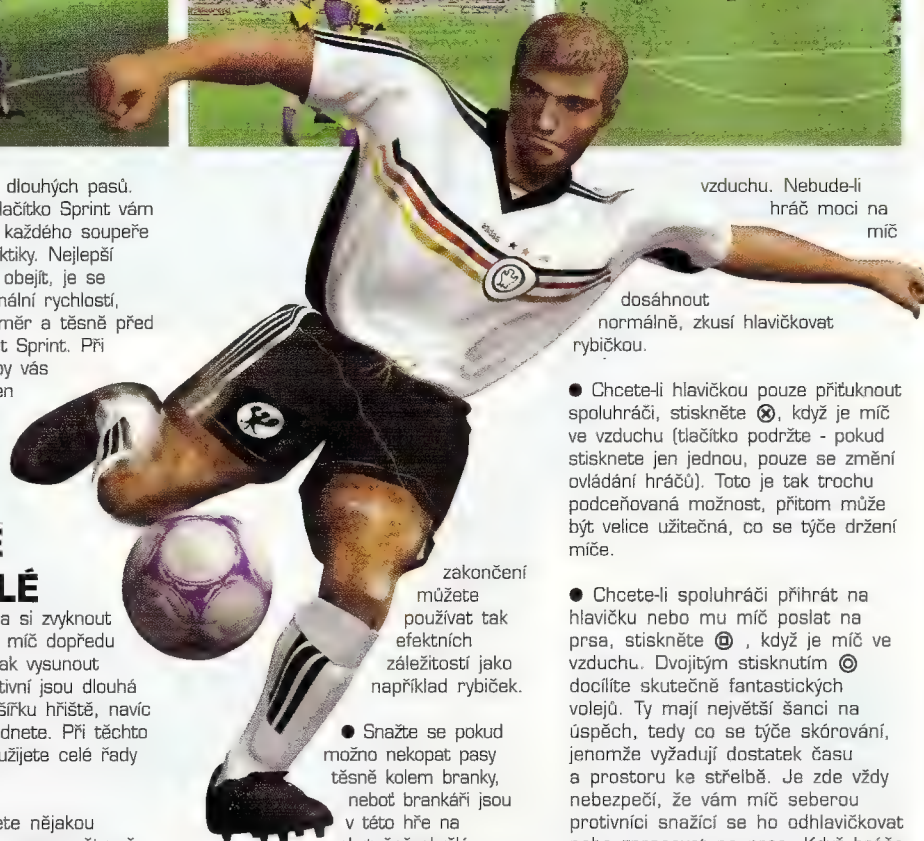 dlouhých pasů.
lačítko Sprint vám
každého soupeře
ktiky. Nejlepší
obejít, je se
nální rychlostí,
měr a těsně před
t Sprint. Při
by vás
en
É
LÉ
a si zvyknout
míč dopředu
ak vysunout
tivní jsou dlouhá
šířku hřiště, navíc
dnete. Při těchto
užijete celé řady
ete nějakou
zakončení
můžete
používat tak
efektních
záležitostí jako
například rybiček.
● Snažte se pokud
možno nekopat pasy
těsně kolem branky,
neboť brankáři jsou
v této hře na
vzduchu. Nebude-li
hráč moci na
míč
dosáhnout
normálně, zkusí hlavičkovat
rybičkou.
● Chcete-li hlavičkou pouze přiťuknout
spoluhráči, stiskněte ⊗, když je míč
ve vzduchu (tlačítko podržte - pokud
stisknete jen jednou, pouze se změní
ovládání hráčů). Toto je tak trochu
podceňovaná možnost, přitom může
být velice užitečná, co se týče držení
míče.
● Chcete-li spoluhráči přihrát na
hlavičku nebo mu míč poslat na
prsa, stiskněte ⊡ , když je míč ve
vzduchu. Dvojitým stisknutím ◎
docílíte skutečně fantastických
volejů. Ty mají největší šanci na
úspěch, tedy co se týče skórování,
jenomže vyžadují dostatek času
a prostoru ke střelbě. Je zde vždy
nebezpečí, že vám míč seberou
protivníci snažící se ho odhlavičkovat
adidas